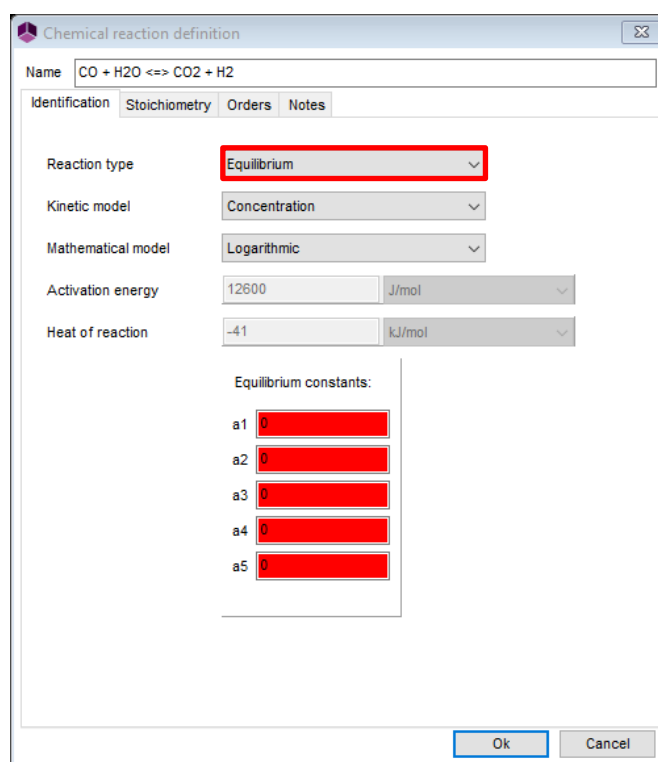 Chemical reaction definition
Name CO + H2O <=> CO2 + H2
Identification Stoichiometry Orders Notes
Reaction type Equilibrium
Kinetic model Concentration
Mathematical model Logarithmic
Activation energy 12600 J/mol
Heat of reaction -41 kJ/mol
Equilibrium constants:
a1 0
a2 0
a3 0
a4 0
a5 0
Ok Cancel